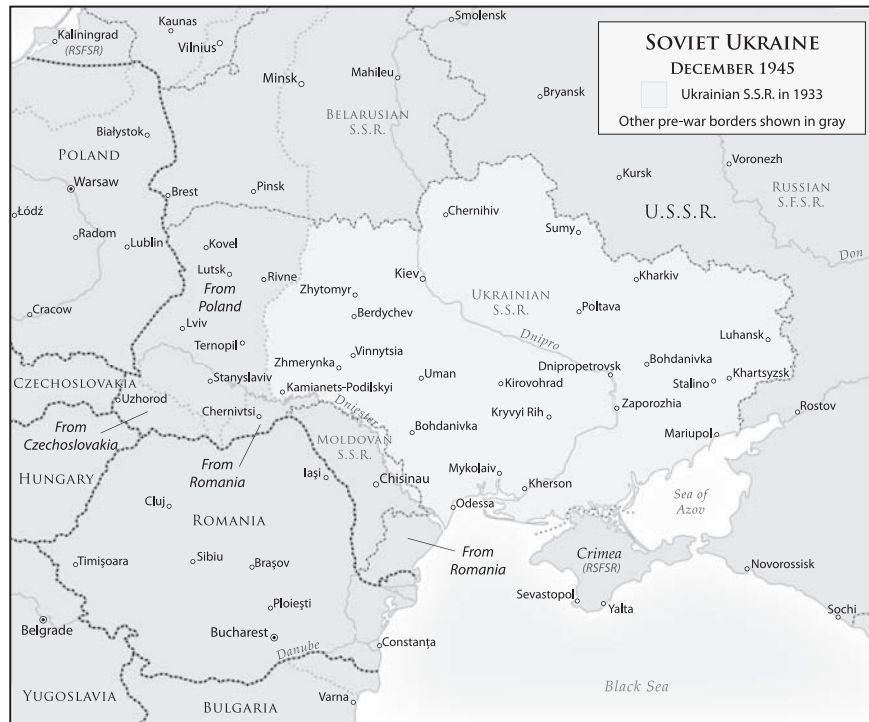 SOVIET UKRAINE
DECEMBER 1945
Ukrainian S.S.R. in 1933
Other pre-war borders shown in gray
Kaliningrad
(RSFSR)
Kaunas
Vilnius
Smolensk
Minsk
Mahileu
BELARUSIAN
S.S.R.
Bryansk
Białystok
POLAND
Warsaw
Brest
Pinsk
Kursk
Voronezh
RUSSIAN
S.F.S.R.
U.S.S.R.
Don
Łódź
Radom
Lublin
Chernihiv
Sumy
Kovel
Lutsk
Rivne
From
Poland
Zhytomyr
Kiev
Kharkiv
UKRAINIAN
S.S.R.
Poltava
Berdychev
Dnipro
Cracow
Lviv
Ternopil
Luhansk
Zhmerynka
Vinnytsia
Uman
Dnipropetrovsk
Bohdanivka
Khartsyzsk
Stalino
Kirovohrad
CZECHOSLOVAKIA
Uzhorod
Stanyslaviv
Kamianets-Podilskyi
Chernivtsi
Dniester
Bohdanivka
Kryvyi Rih
Zaporozhia
Rostov
Mariupol
From
Czechoslovakia
From
Romania
MOLDOVAN
S.S.R.
HUNGARY
Iaşi
Chisinau
Mykolaiv
Kherson
Odessa
Sea of
Azov
Cluj
ROMANIA
From
Romania
Crimea
(RSFSR)
Novorossisk
Timişoara
Sibiu
Braşov
Sevastopol
Yalta
Sochi
Ploieşti
Belgrade
Bucharest
Danube
Constanţa
Black Sea
YUGOSLAVIA
BULGARIA
Varna